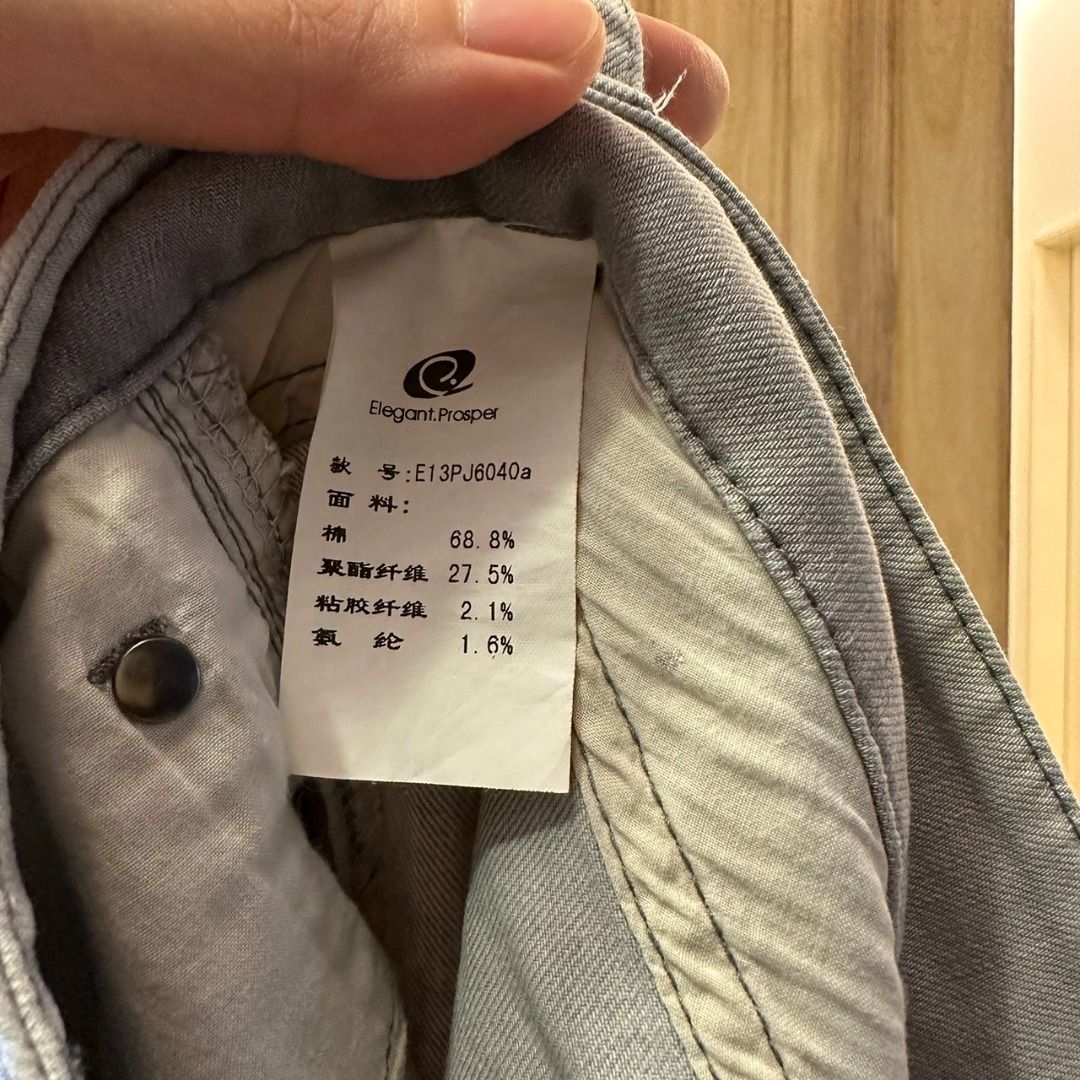 Elegant.Prosper
款 号:E13PJ6040a
面 料:
棉 68.8%
聚酯纤维 27.5%
粘胶纤维 2.1%
氨 纶 1.6%